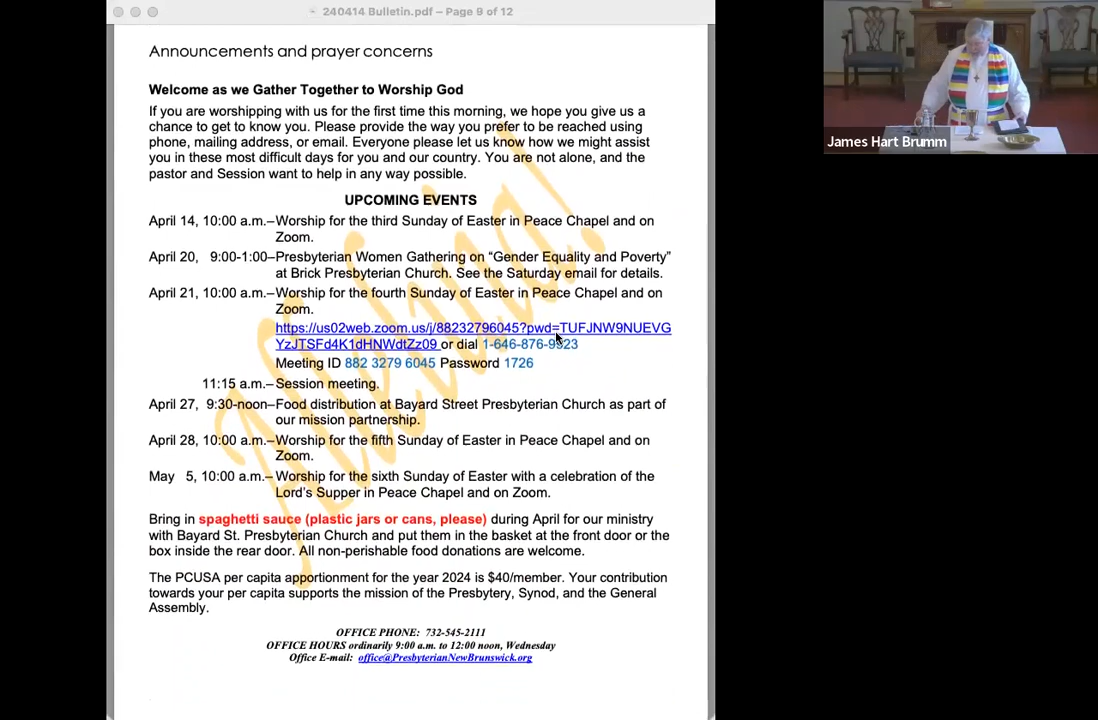 240414 Bulletin.pdf – Page 9 of 12
Announcements and prayer concerns
Welcome as we Gather Together to Worship God
If you are worshipping with us for the first time this morning, we hope you give us a
chance to get to know you. Please provide the way you prefer to be reached using
phone, mailing address, or email. Everyone please let us know how we might assist
you in these most difficult days for you and our country. You are not alone, and the
pastor and Session want to help in any way possible.
UPCOMING EVENTS
April 14, 10:00 a.m.–Worship for the third Sunday of Easter in Peace Chapel and on
Zoom.
April 20, 9:00-1:00–Presbyterian Women Gathering on “Gender Equality and Poverty”
at Brick Presbyterian Church. See the Saturday email for details.
April 21, 10:00 a.m.–Worship for the fourth Sunday of Easter in Peace Chapel and on
Zoom.
https://us02web.zoom.us/j/88232796045?pwd=TUFJNW9NUEVG
YzJTSFd4K1dHNWdtZz09 or dial 1-646-876-9923
Meeting ID 882 3279 6045 Password 1726
11:15 a.m.–Session meeting.
April 27, 9:30-noon–Food distribution at Bayard Street Presbyterian Church as part of
our mission partnership.
April 28, 10:00 a.m.–Worship for the fifth Sunday of Easter in Peace Chapel and on
Zoom.
May 5, 10:00 a.m.–Worship for the sixth Sunday of Easter with a celebration of the
Lord’s Supper in Peace Chapel and on Zoom.
Bring in spaghetti sauce (plastic jars or cans, please) during April for our ministry
with Bayard St. Presbyterian Church and put them in the basket at the front door or the
box inside the rear door. All non-perishable food donations are welcome.
The PCUSA per capita apportionment for the year 2024 is $40/member. Your contribution
towards your per capita supports the mission of the Presbytery, Synod, and the General
Assembly.
OFFICE PHONE: 732-545-2111
OFFICE HOURS ordinarily 9:00 a.m. to 12:00 noon, Wednesday
Office E-mail: office@PresbyterianNewBrunswick.org
Alleluia!
James Hart Brumm